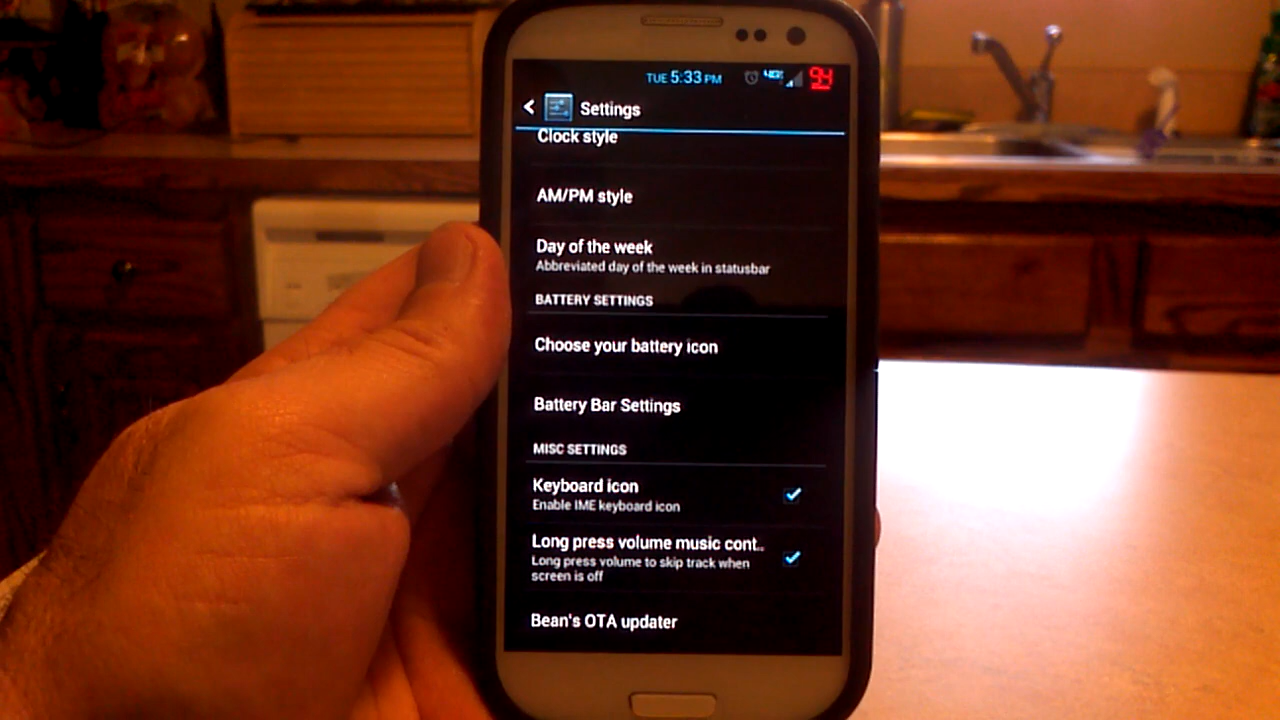 TUE 5:33 PM 4G 94
Settings
Clock style
AM/PM style
Day of the week
Abbreviated day of the week in statusbar
BATTERY SETTINGS
Choose your battery icon
Battery Bar Settings
MISC SETTINGS
Keyboard icon
Enable IME keyboard icon
Long press volume music cont..
Long press volume to skip track when
screen is off
Bean's OTA updater